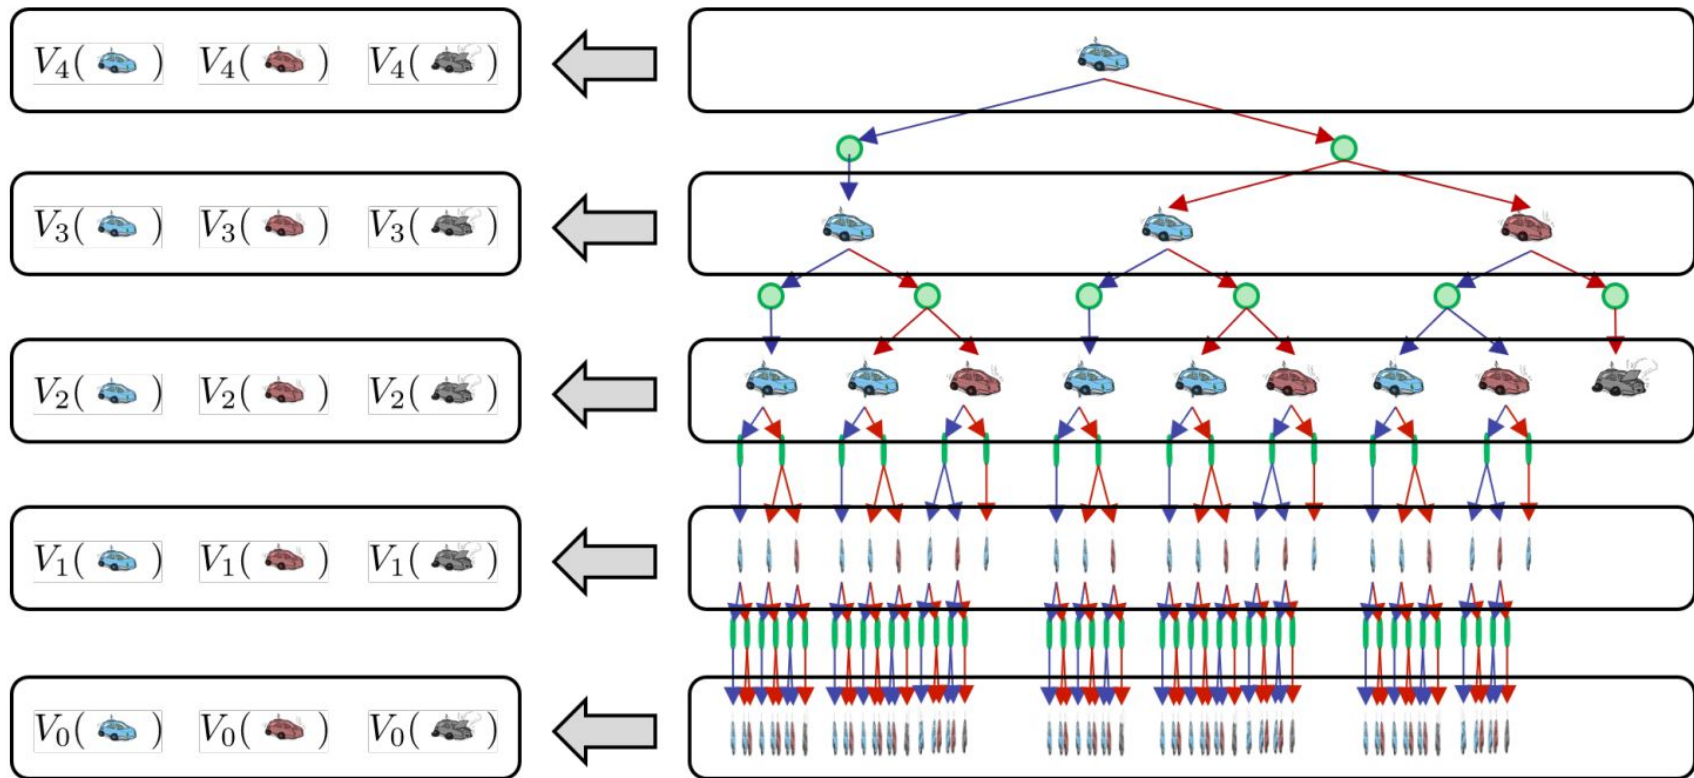 V₄( ) V₄( ) V₄( )
V₃( ) V₃( ) V₃( )
V₂( ) V₂( ) V₂( )
V₁( ) V₁( ) V₁( )
V₀( ) V₀( ) V₀( )